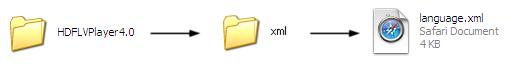 HDFLVPlayer4.0
xml
language.xml
Safari Document
4 KB